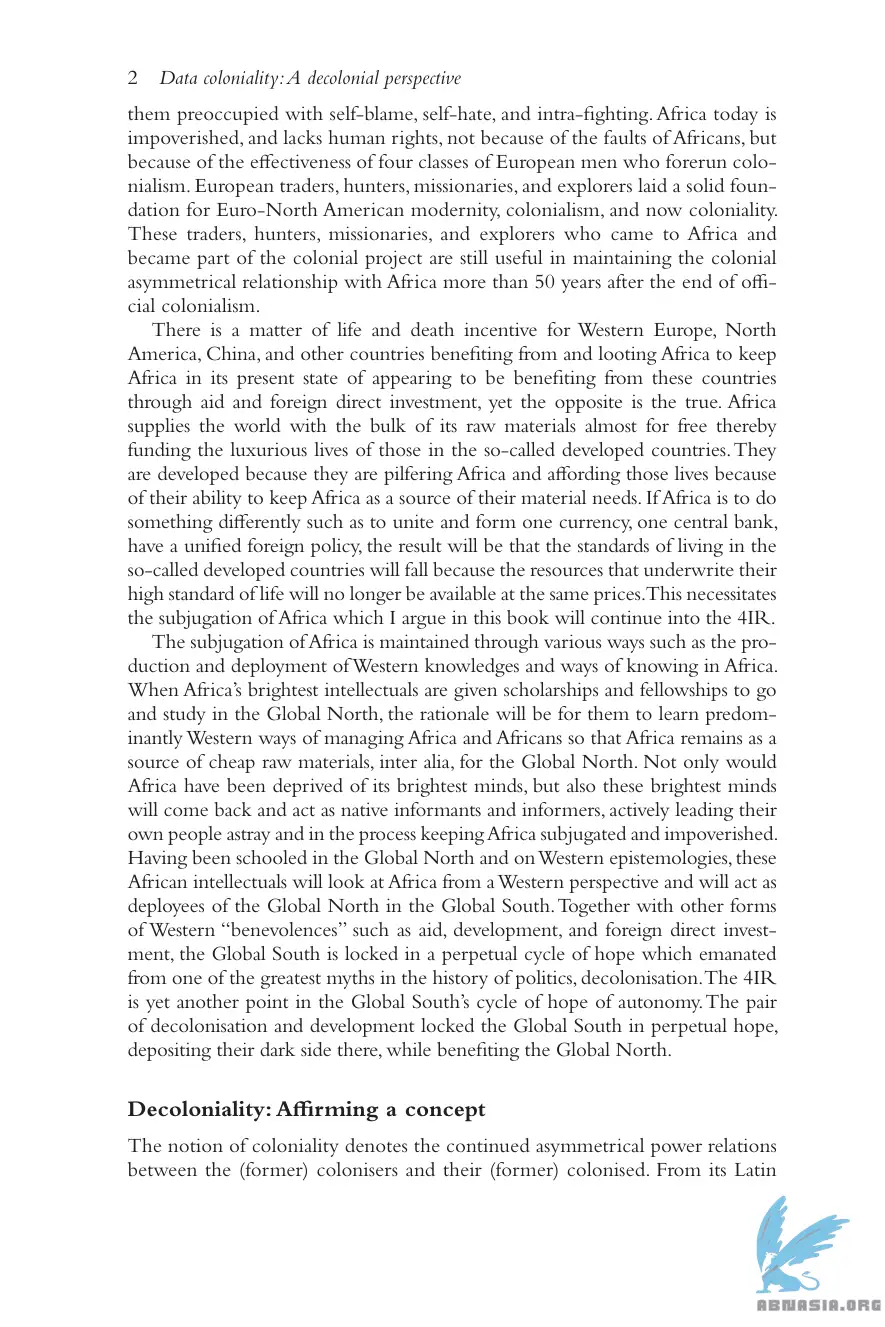 2 Data coloniality: A decolonial perspective
them preoccupied with self-blame, self-hate, and intra-fighting. Africa today is
impoverished, and lacks human rights, not because of the faults of Africans, but
because of the effectiveness of four classes of European men who forerun colo-
nialism. European traders, hunters, missionaries, and explorers laid a solid foun-
dation for Euro-North American modernity, colonialism, and now coloniality.
These traders, hunters, missionaries, and explorers who came to Africa and
became part of the colonial project are still useful in maintaining the colonial
asymmetrical relationship with Africa more than 50 years after the end of offi-
cial colonialism.
There is a matter of life and death incentive for Western Europe, North
America, China, and other countries benefiting from and looting Africa to keep
Africa in its present state of appearing to be benefiting from these countries
through aid and foreign direct investment, yet the opposite is the true. Africa
supplies the world with the bulk of its raw materials almost for free thereby
funding the luxurious lives of those in the so-called developed countries. They
are developed because they are pilfering Africa and affording those lives because
of their ability to keep Africa as a source of their material needs. If Africa is to do
something differently such as to unite and form one currency, one central bank,
have a unified foreign policy, the result will be that the standards of living in the
so-called developed countries will fall because the resources that underwrite their
high standard of life will no longer be available at the same prices. This necessitates
the subjugation of Africa which I argue in this book will continue into the 4IR.
The subjugation of Africa is maintained through various ways such as the pro-
duction and deployment of Western knowledges and ways of knowing in Africa.
When Africa's brightest intellectuals are given scholarships and fellowships to go
and study in the Global North, the rationale will be for them to learn predom-
inantly Western ways of managing Africa and Africans so that Africa remains as a
source of cheap raw materials, inter alia, for the Global North. Not only would
Africa have been deprived of its brightest minds, but also these brightest minds
will come back and act as native informants and informers, actively leading their
own people astray and in the process keeping Africa subjugated and impoverished.
Having been schooled in the Global North and on Western epistemologies, these
African intellectuals will look at Africa from a Western perspective and will act as
deployees of the Global North in the Global South. Together with other forms
of Western “benevolences” such as aid, development, and foreign direct invest-
ment, the Global South is locked in a perpetual cycle of hope which emanated
from one of the greatest myths in the history of politics, decolonisation. The 4IR
is yet another point in the Global South's cycle of hope of autonomy. The pair
of decolonisation and development locked the Global South in perpetual hope,
depositing their dark side there, while benefiting the Global North.
Decoloniality: Affirming a concept
The notion of coloniality denotes the continued asymmetrical power relations
between the (former) colonisers and their (former) colonised. From its Latin
ABNASIA.ORG